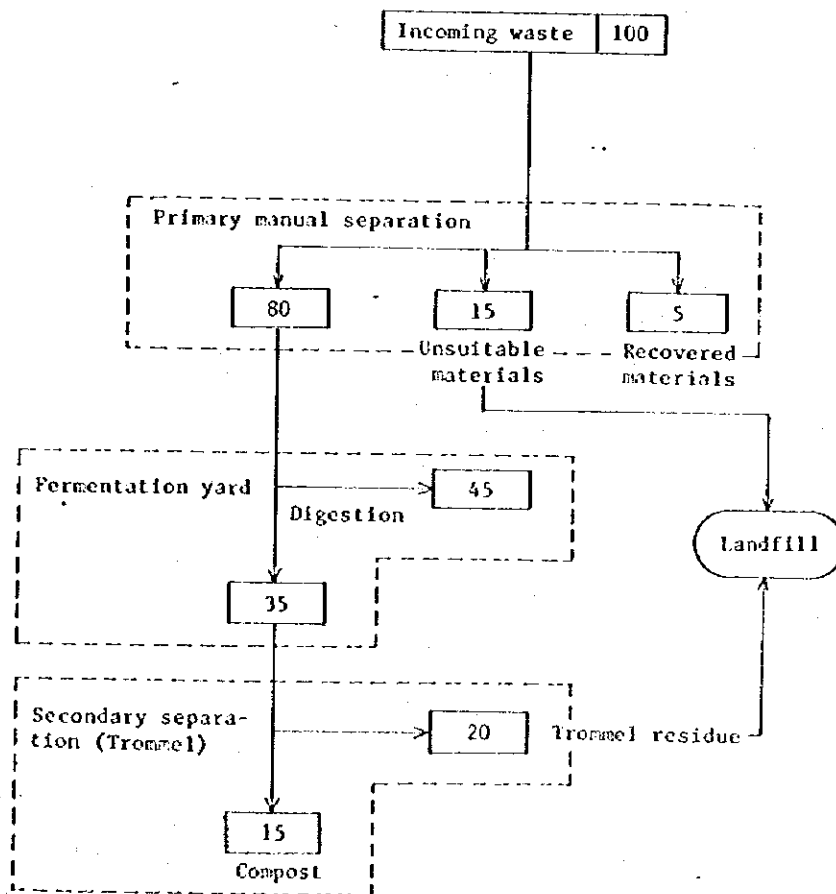 Incoming waste 100
Primary manual separation
80 15 5
Unsuitable materials
Recovered materials
Fermentation yard
45
Digestion
Landfill
35
Secondary separa-
tion (Trommel)
20
Trommel residue
15
Compost